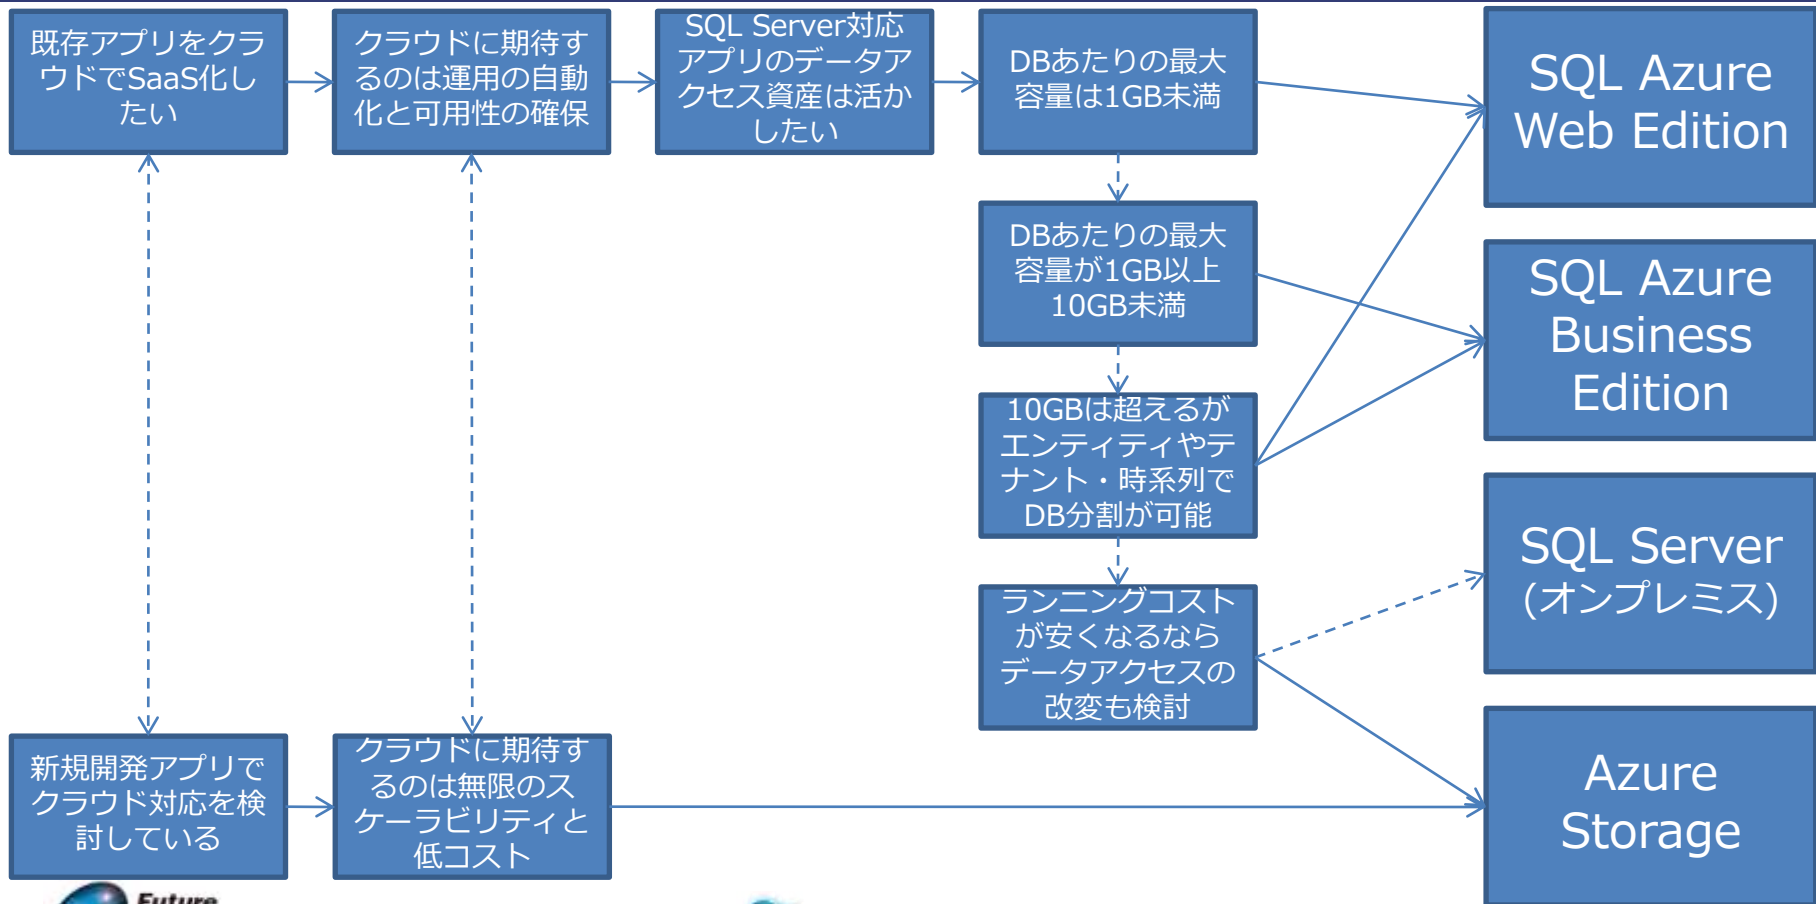 既存アプリをクラ
ウドでSaaS化し
たい
クラウドに期待す
るのは運用の自動
化と可用性の確保
SQL Server対応
アプリのデータア
クセス資産は活か
したい
DBあたりの最大
容量は1GB未満
SQL Azure
Web Edition
DBあたりの最大
容量が1GB以上
10GB未満
SQL Azure
Business
Edition
10GBは超えるが
エンティティやテ
ナント・時系列で
DB分割が可能
SQL Server
(オンプレミス)
ランニングコスト
が安くなるなら
データアクセスの
改変も検討
新規開発アプリで
クラウド対応を検
討している
クラウドに期待す
るのは無限のス
ケーラビリティと
低コスト
Azure
Storage
Future